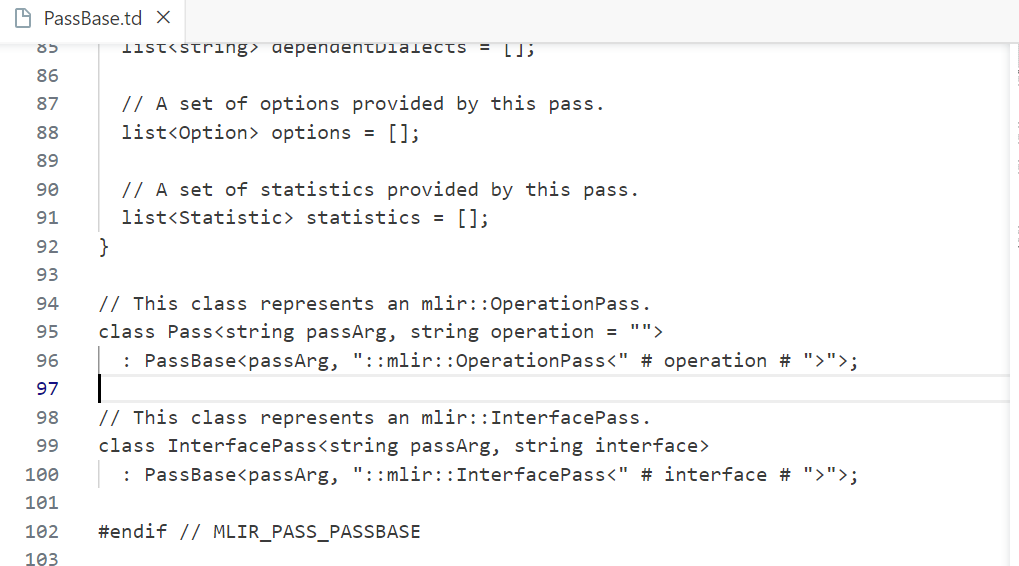 PassBase.td
85 list<string> dependentDialects = [];
86
87 // A set of options provided by this pass.
88 list<Option> options = [];
89
90 // A set of statistics provided by this pass.
91 list<Statistic> statistics = [];
92 }
93
94 // This class represents an mlir::OperationPass.
95 class Pass<string passArg, string operation = "">
96 : PassBase<passArg, "::mlir::OperationPass<" # operation # ">">;
97
98 // This class represents an mlir::InterfacePass.
99 class InterfacePass<string passArg, string interface>
100 : PassBase<passArg, "::mlir::InterfacePass<" # interface # ">">;
101
102 #endif // MLIR_PASS_PASSBASE
103